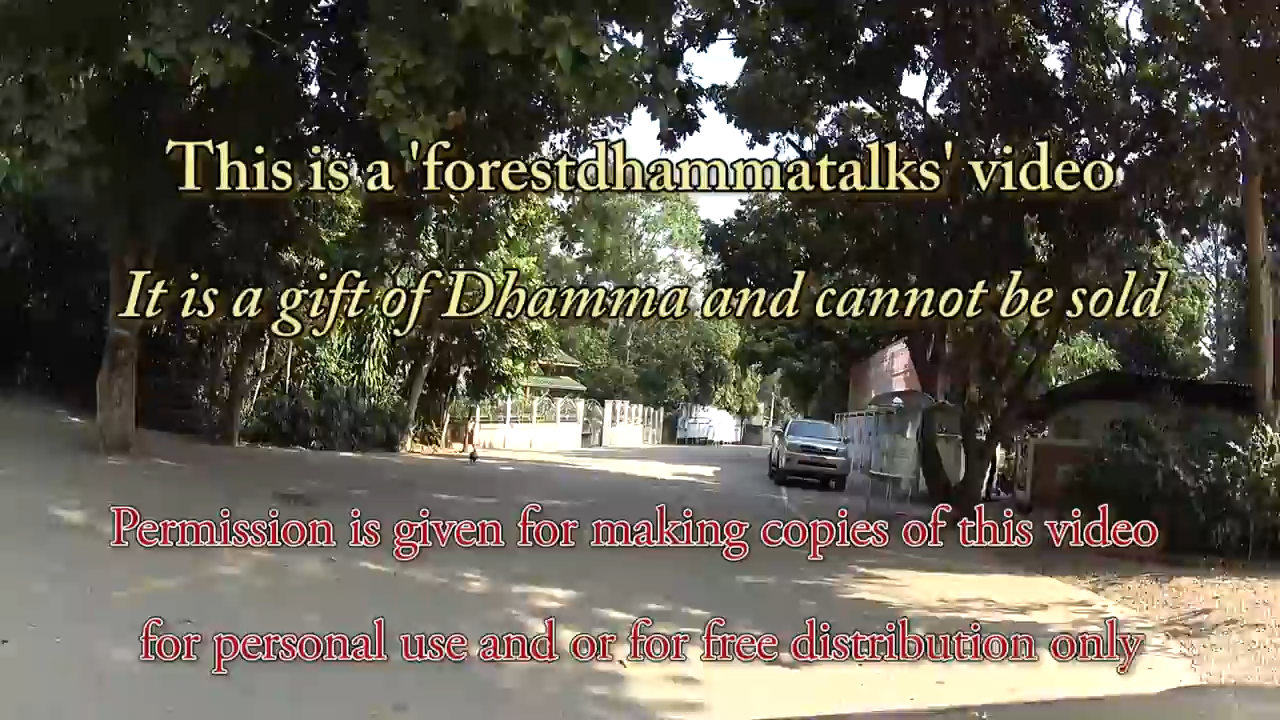 This is a 'forestdhammatalks' video
It is a gift of Dhamma and cannot be sold
Permission is given for making copies of this video
for personal use and or for free distribution only